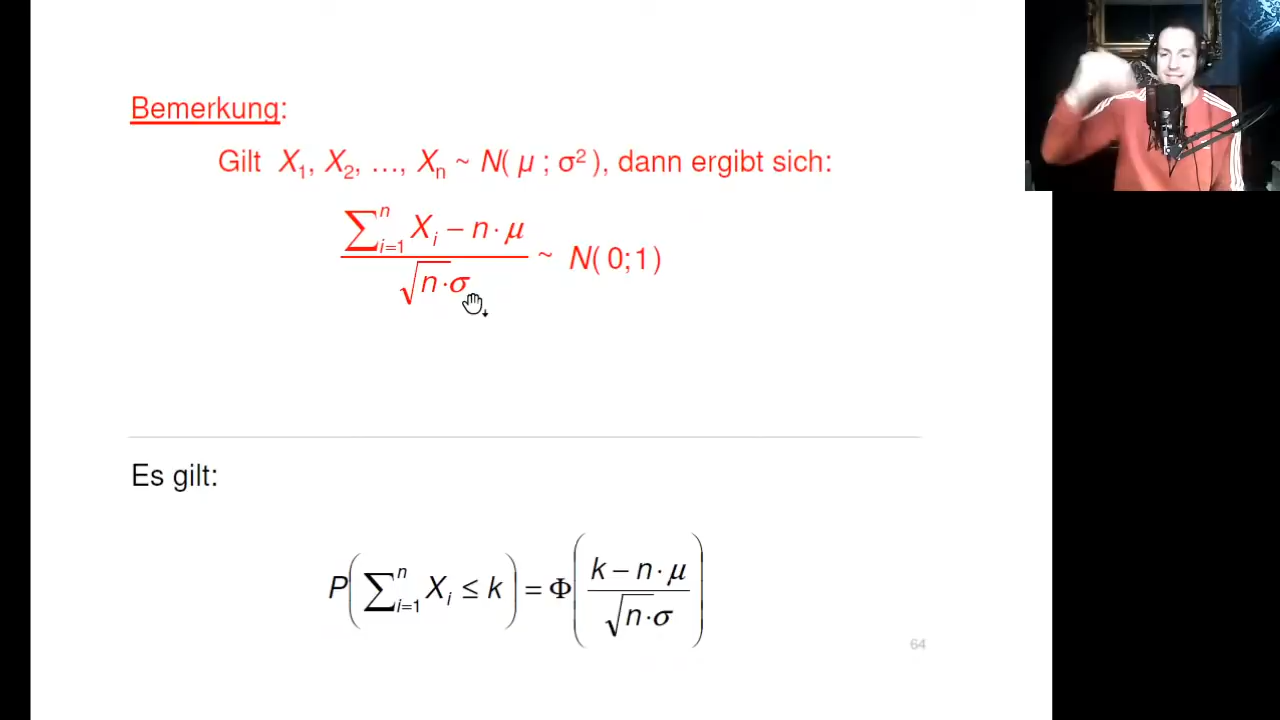 Bemerkung:
Gilt X₁, X₂, …, Xₙ ~ N( μ ; σ² ), dann ergibt sich:
(∑ᵢ₌₁ⁿ Xᵢ – n · μ) / (√n · σ) ~ N( 0;1 )
Es gilt:
P( ∑ᵢ₌₁ⁿ Xᵢ ≤ k ) = Φ( (k – n · μ) / (√n · σ) )
64